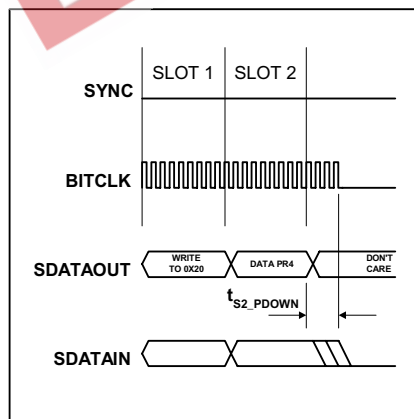 SLOT 1 SLOT 2
SYNC
BITCLK
SDATAOUT
WRITE
TO 0X20
DATA PR4
DON'T
CARE
tS2_PDOWN
SDATAIN